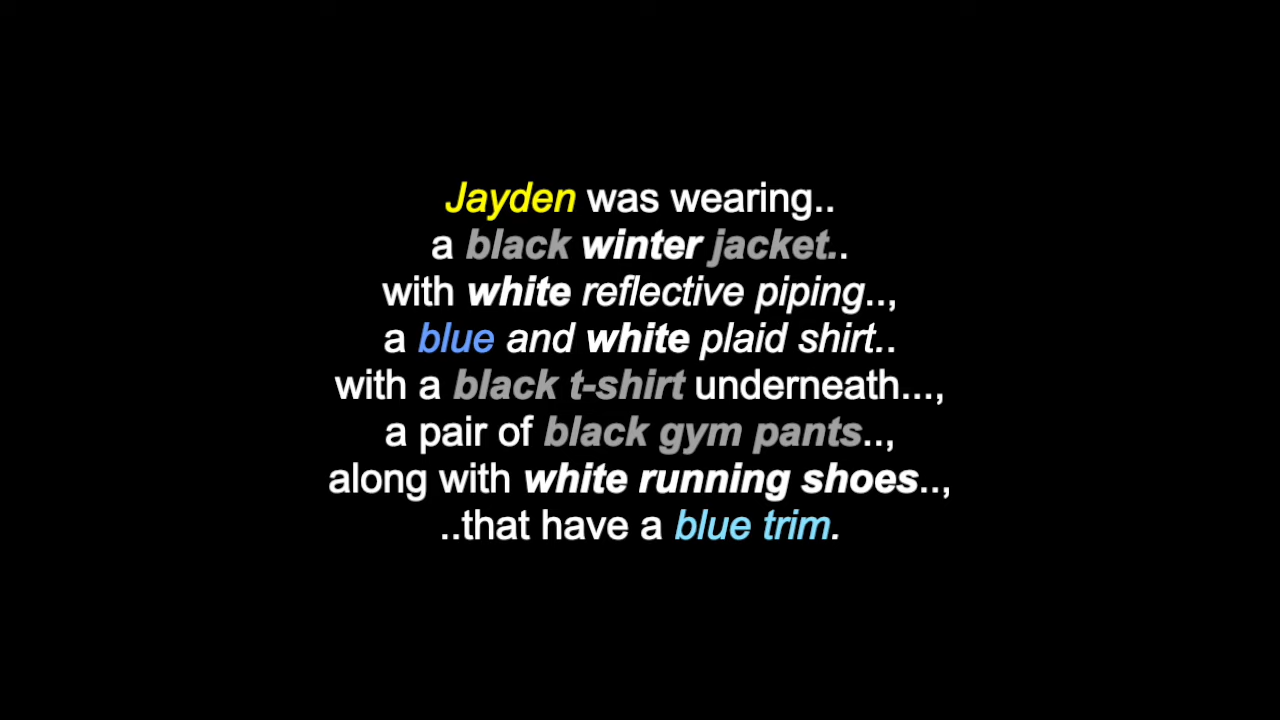 Jayden was wearing..
a black winter jacket..
with white reflective piping..,
a blue and white plaid shirt..
with a black t-shirt underneath...,
a pair of black gym pants..,
along with white running shoes..,
..that have a blue trim.